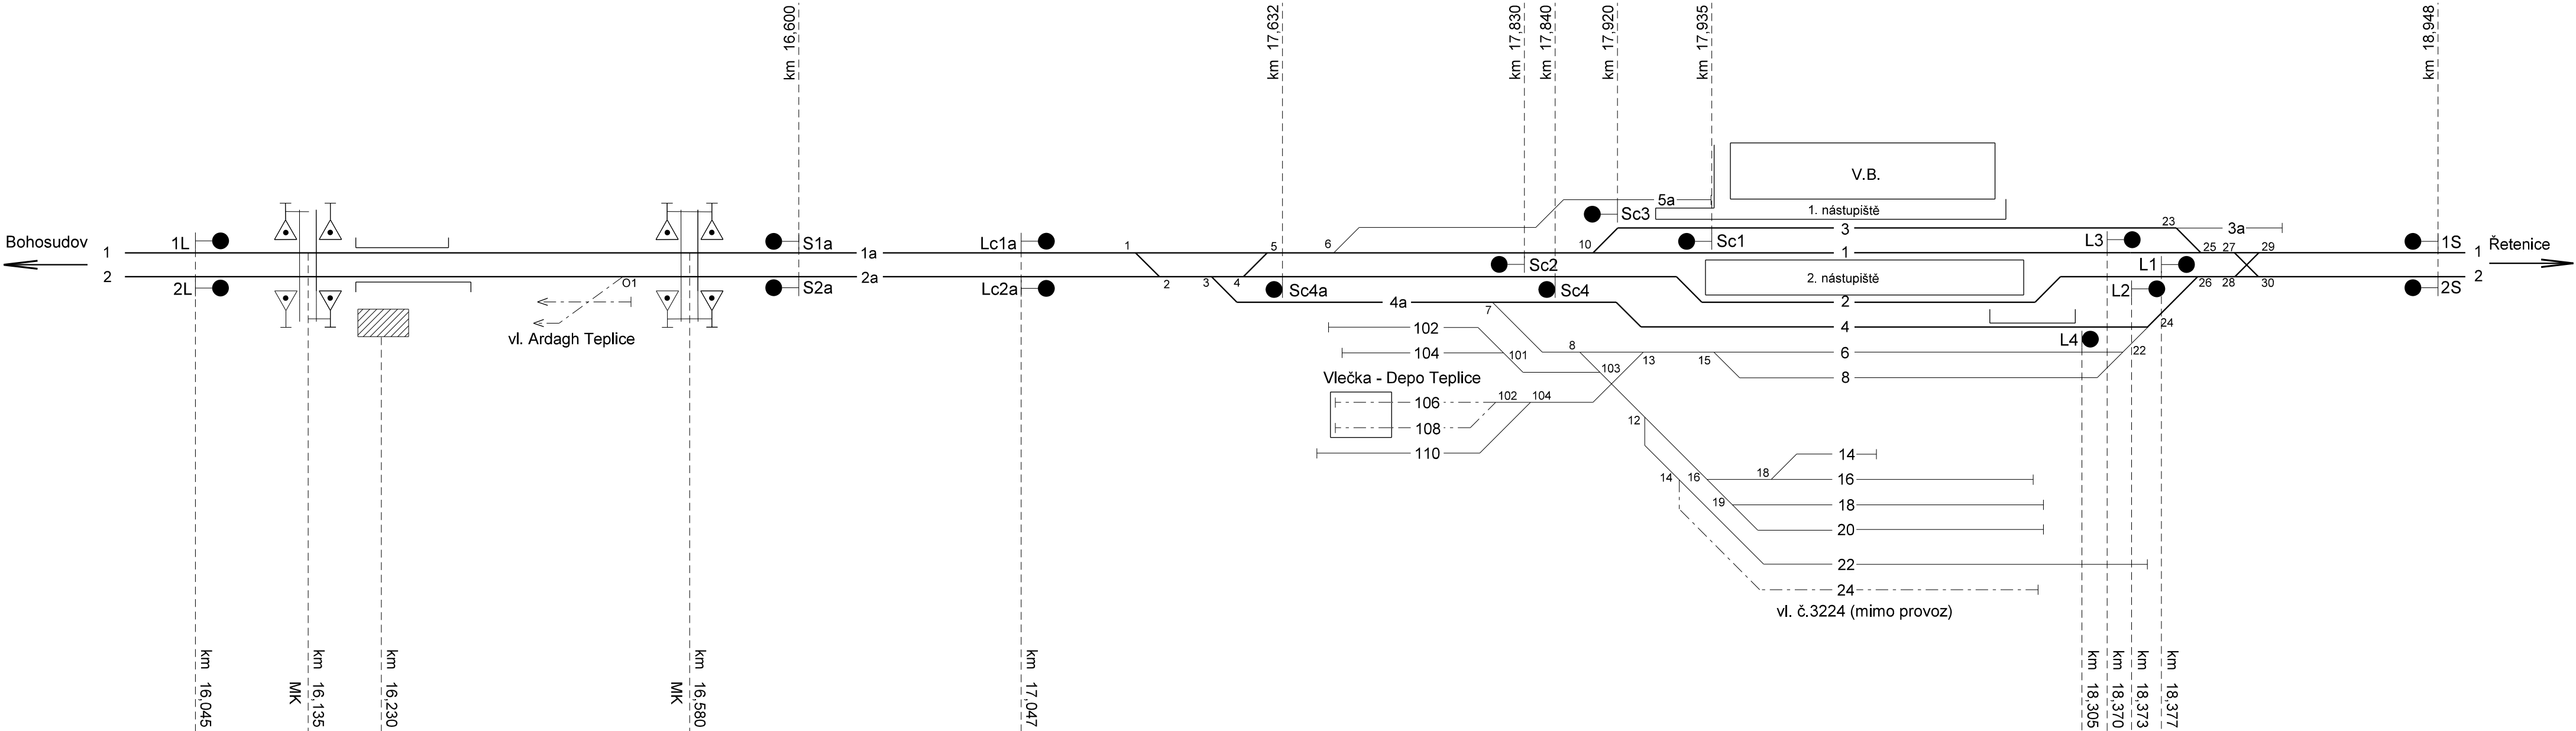 km 16,600
km 17,632
km 17,830
km 17,840
km 17,920
km 17,935
km 18,948
V.B.
5a
Sc3
1. nástupiště
Bohosudov
1L
S1a
Lc1a
Sc1
3
L3
23
3a
1S
Řetenice
1
1a
1
5
6
10
1
25
27
29
1
2
2a
Sc2
2. nástupiště
L1
2
O1
2L
S2a
Lc2a
2
3
4
Sc4a
4a
Sc4
2
L2
26
28
30
2S
7
4
24
vl. Ardagh Teplice
102
L4
104
101
8
13
15
6
22
Vlečka - Depo Teplice
103
8
106
102
104
108
12
110
14
14
16
18
16
19
18
20
22
24
vl. č.3224 (mimo provoz)
km 16,045
km 16,135
MK
km 16,230
km 16,580
MK
km 17,047
km 18,305
km 18,370
km 18,373
km 18,377